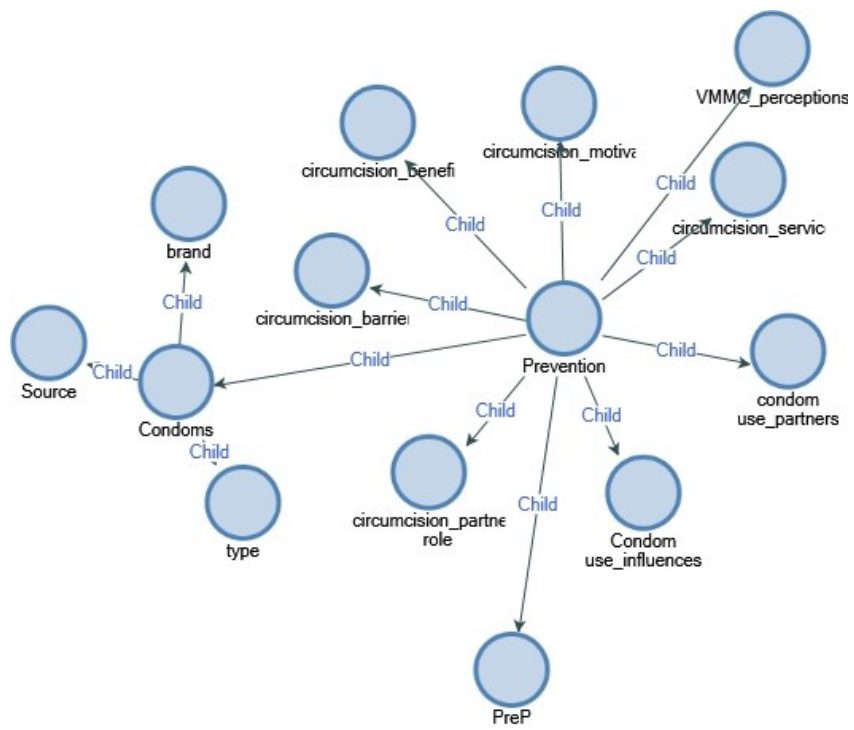 VMMC_perceptions
circumcision_motiva
circumcision_benefi
Child
Child
Child
circumcision_servic
Child
brand
Child
Child
circumcision_barrier
Child
Child
Prevention
Child
Child
Source
Condoms
condom
use_partners
Child
Child
Child
type
circumcision_partne
role
Child
Condom
use_influences
PreP